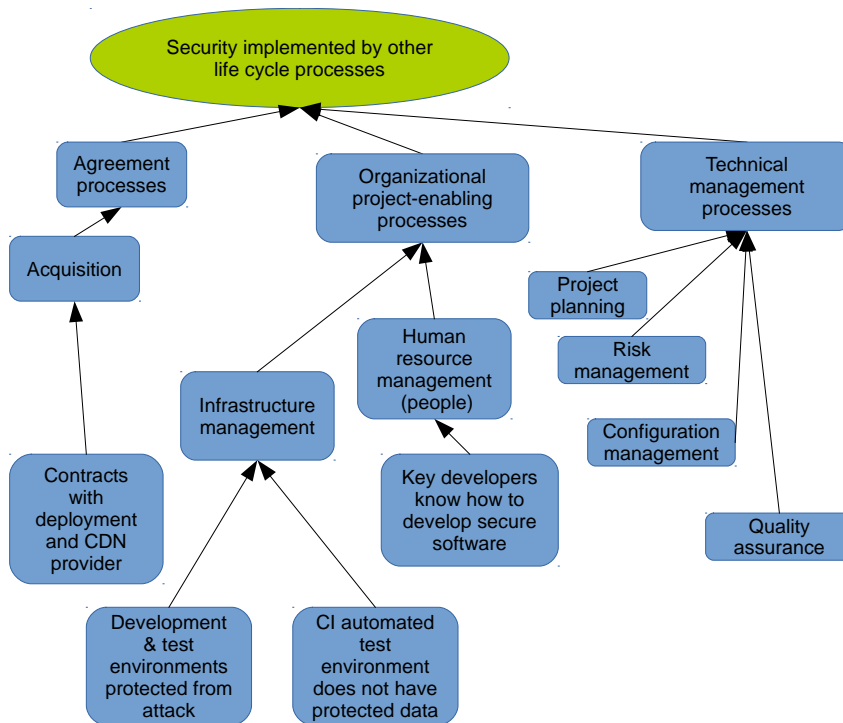 Security implemented by other
life cycle processes
Agreement
processes
Organizational
project-enabling
processes
Technical
management
processes
Acquisition
Project
planning
Human
resource
management
(people)
Risk
management
Infrastructure
management
Configuration
management
Contracts
with
deployment
and CDN
provider
Key developers
know how to
develop secure
software
Quality
assurance
Development
& test
environments
protected from
attack
CI automated
test
environment
does not have
protected data